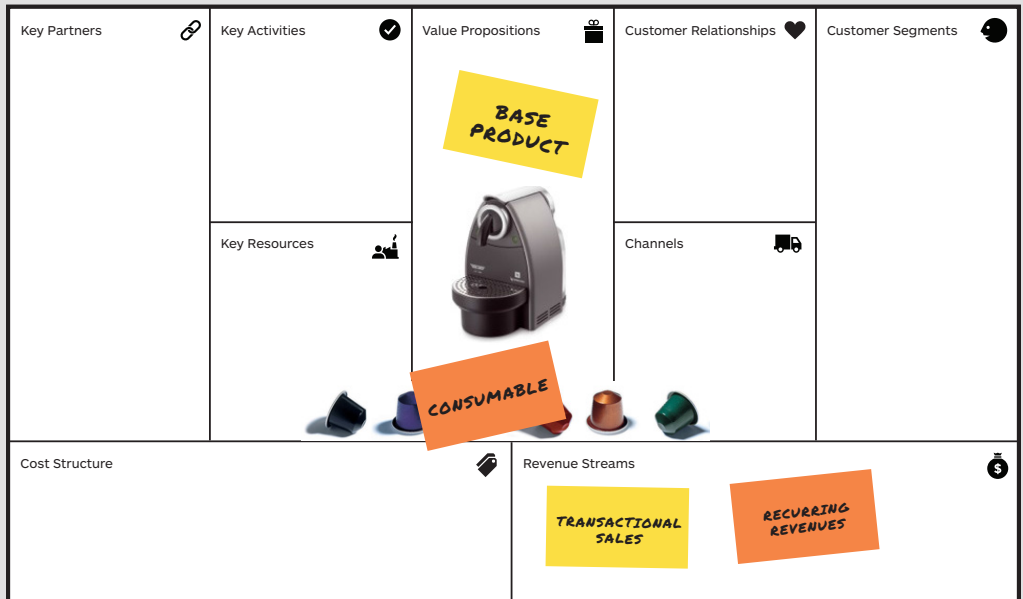 Key Partners
Key Activities
Value Propositions
Customer Relationships
Customer Segments
BASE
PRODUCT
Key Resources
Channels
CONSUMABLE
Cost Structure
Revenue Streams
$
TRANSACTIONAL
SALES
RECURRING
REVENUES